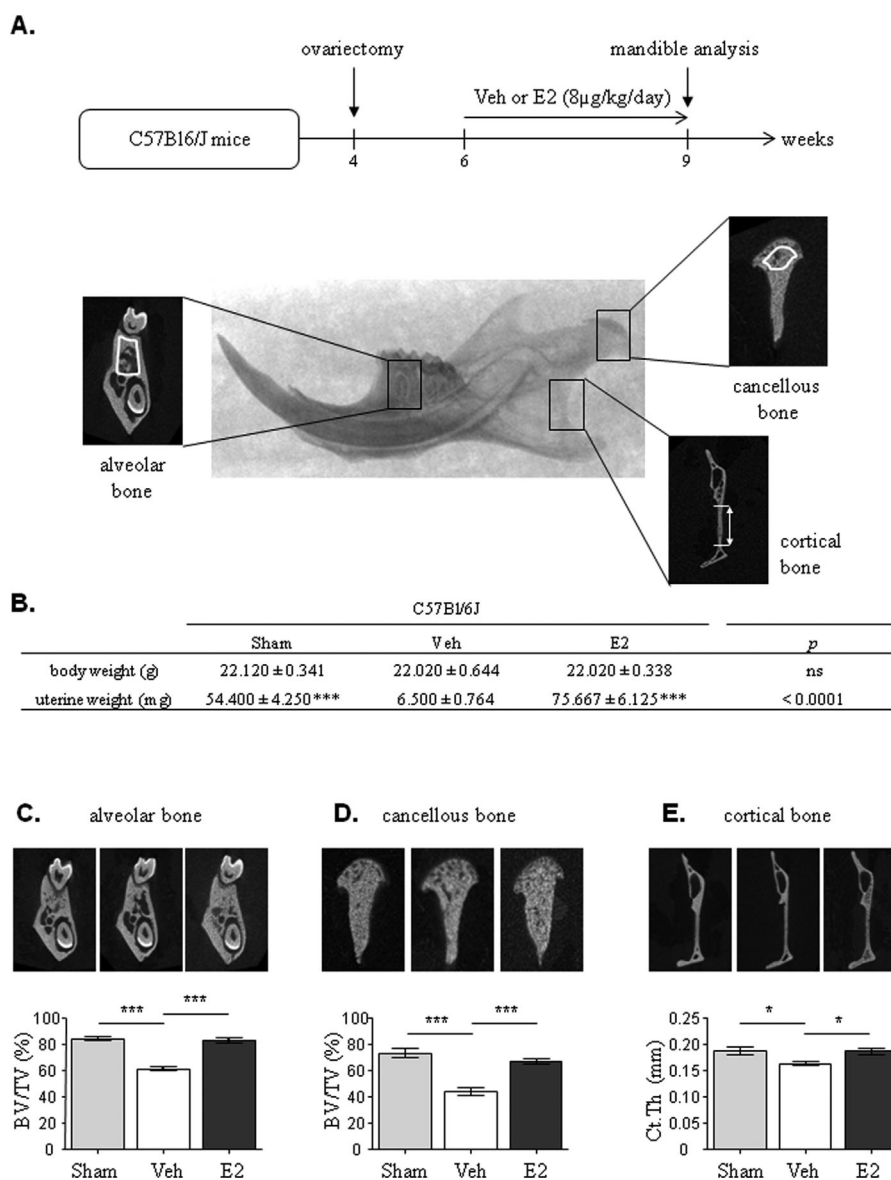 A.
ovariectomy
mandible analysis
Veh or E2 (8µg/kg/day)
C57B16/J mice
weeks
4
6
9
alveolar
bone
cancellous
bone
cortical
bone
B.
C57B1/6J
Sham Veh E2 p
body weight (g) 22.120 ± 0.341 22.020 ± 0.644 22.020 ± 0.338 ns
uterine weight (mg) 54.400 ± 4.250 *** 6.500 ± 0.764 75.667 ± 6.125 *** < 0.0001
C. alveolar bone
BV/TV (%)
100
80
60
40
20
0
*** ***
Sham Veh E2
D. cancellous bone
BV/TV (%)
100
80
60
40
20
0
*** ***
Sham Veh E2
E. cortical bone
Ct.Th (mm)
0.25
0.20
0.15
0.10
0.05
0.00
* *
Sham Veh E2